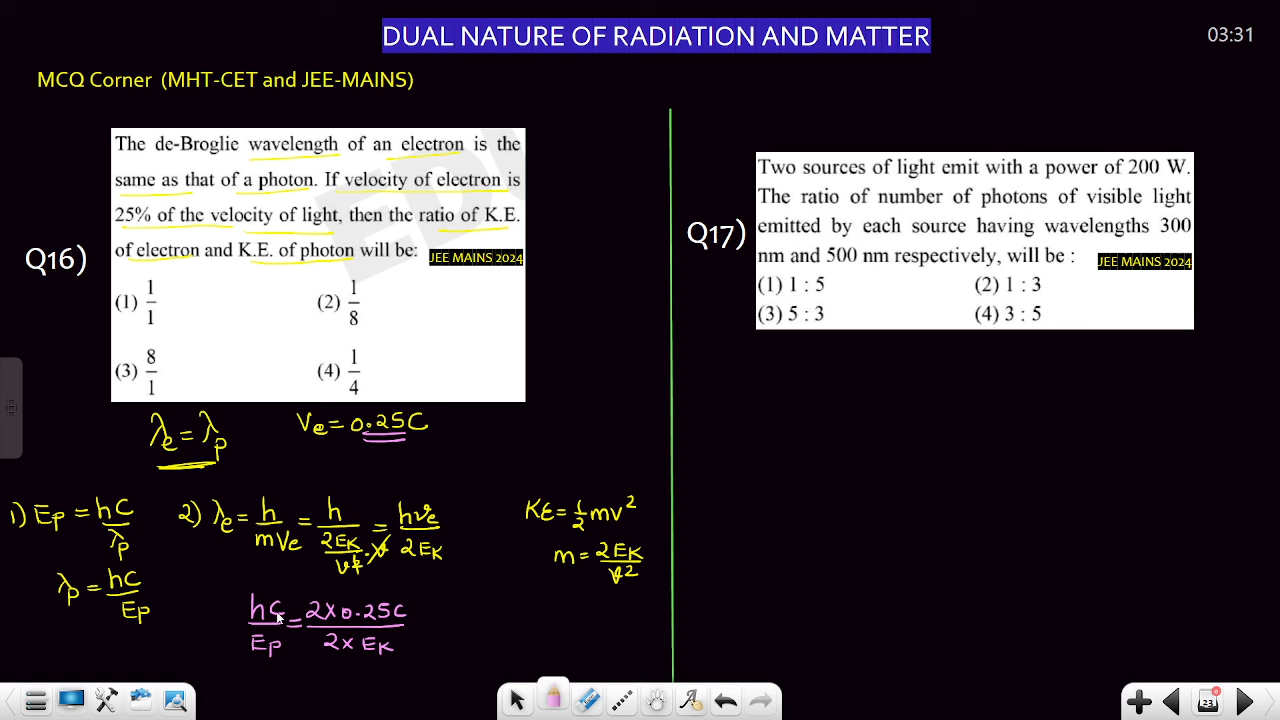 DUAL NATURE OF RADIATION AND MATTER
03:31
MCQ Corner (MHT-CET and JEE-MAINS)
Q16)
The de-Broglie wavelength of an electron is the
same as that of a photon. If velocity of electron is
25% of the velocity of light, then the ratio of K.E.
of electron and K.E. of photon will be:
JEE MAINS 2024
(1) 1/1 (2) 1/8
(3) 8/1 (4) 1/4
λe = λp
Ve = 0.25C
1) Ep = hC/λp
λp = hC/Ep
2) λe = h/mVe = h/(2EK/v². v) = hve/2EK
KE = 1/2 mv²
m = 2EK/v²
hC/Ep = 2×0.25C/2×EK
Q17)
Two sources of light emit with a power of 200 W.
The ratio of number of photons of visible light
emitted by each source having wavelengths 300
nm and 500 nm respectively, will be :
JEE MAINS 2024
(1) 1 : 5 (2) 1 : 3
(3) 5 : 3 (4) 3 : 5
23